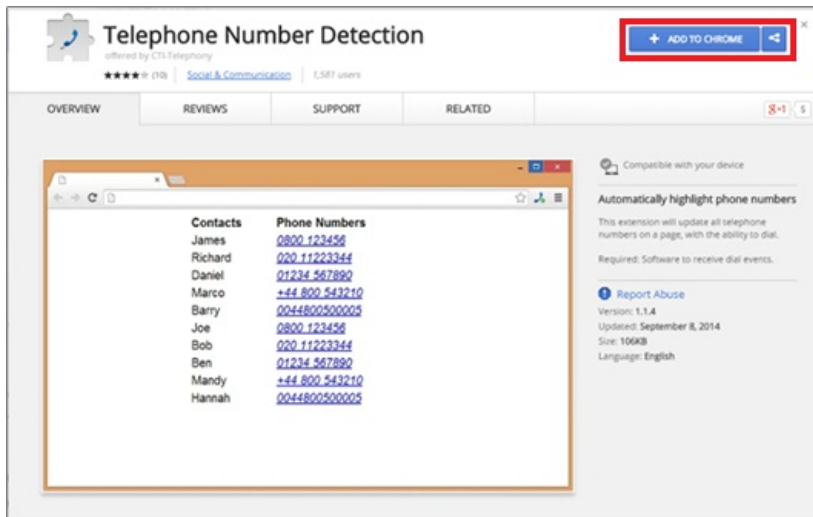 Telephone Number Detection
offered by CTI-Telephony
(10) Social & Communication 1,581 users
+ ADD TO CHROME
OVERVIEW REVIEWS SUPPORT RELATED
g+1 5
Contacts Phone Numbers
James 0800 123456
Richard 020 11223344
Daniel 01234 567890
Marco +44 800 543210
Barry 0044800500005
Joe 0800 123456
Bob 020 11223344
Ben 01234 567890
Mandy +44 800 543210
Hannah 0044800500005
Compatible with your device
Automatically highlight phone numbers
This extension will update all telephone
numbers on a page, with the ability to dial.
Required: Software to receive dial events.
Report Abuse
Version: 1.1.4
Updated: September 8, 2014
Size: 106KB
Language: English